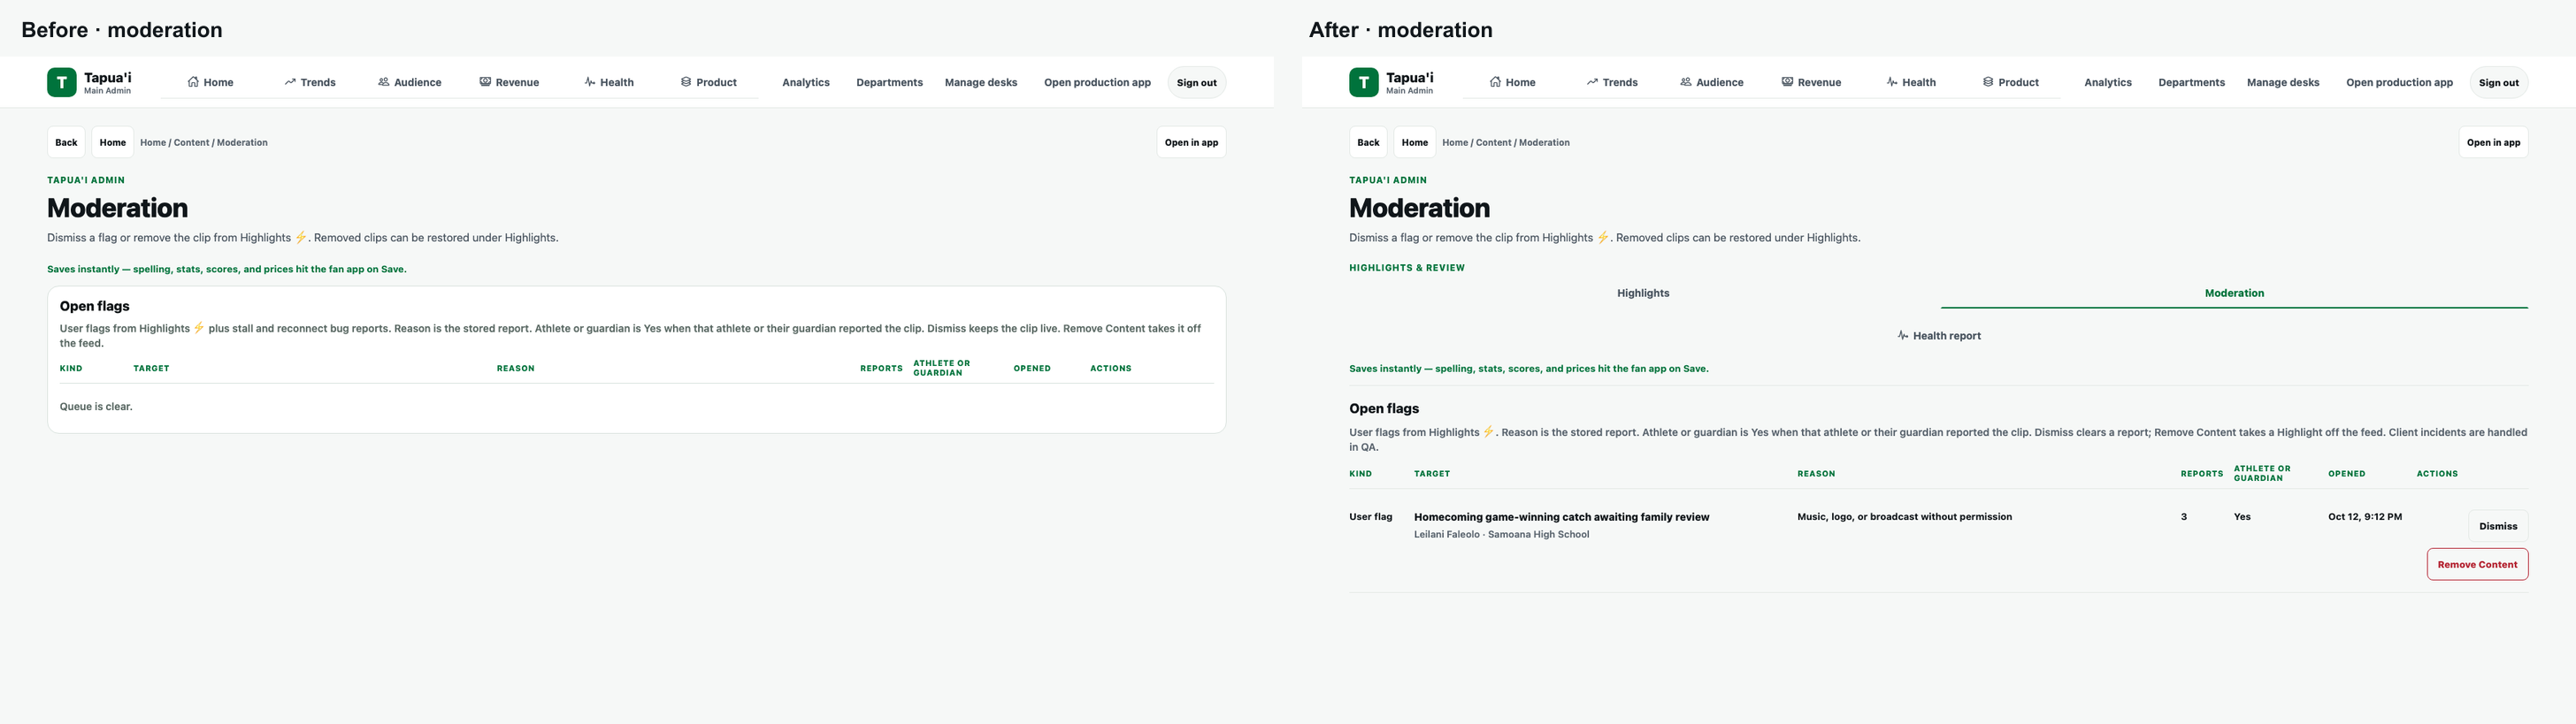 Before · moderation
T
Tapua'i
Main Admin
Home
Trends
Audience
Revenue
Health
Product
Analytics
Departments
Manage desks
Open production app
Sign out
Back
Home
Home / Content / Moderation
Open in app
TAPUA'I ADMIN
Moderation
Dismiss a flag or remove the clip from Highlights ⚡. Removed clips can be restored under Highlights.
Saves instantly — spelling, stats, scores, and prices hit the fan app on Save.
Open flags
User flags from Highlights ⚡ plus stall and reconnect bug reports. Reason is the stored report. Athlete or guardian is Yes when that athlete or their guardian reported the clip. Dismiss keeps the clip live. Remove Content takes it off
the feed.
KIND
TARGET
REASON
REPORTS
ATHLETE OR
GUARDIAN
OPENED
ACTIONS
Queue is clear.
After · moderation
T
Tapua'i
Main Admin
Home
Trends
Audience
Revenue
Health
Product
Analytics
Departments
Manage desks
Open production app
Sign out
Back
Home
Home / Content / Moderation
Open in app
TAPUA'I ADMIN
Moderation
Dismiss a flag or remove the clip from Highlights ⚡. Removed clips can be restored under Highlights.
HIGHLIGHTS & REVIEW
Highlights
Moderation
Health report
Saves instantly — spelling, stats, scores, and prices hit the fan app on Save.
Open flags
User flags from Highlights ⚡. Reason is the stored report. Athlete or guardian is Yes when that athlete or their guardian reported the clip. Dismiss clears a report; Remove Content takes a Highlight off the feed. Client incidents are handled
in QA.
KIND
TARGET
REASON
REPORTS
ATHLETE OR
GUARDIAN
OPENED
ACTIONS
User flag
Homecoming game-winning catch awaiting family review
Leilani Faleolo · Samoana High School
Music, logo, or broadcast without permission
3
Yes
Oct 12, 9:12 PM
Dismiss
Remove Content